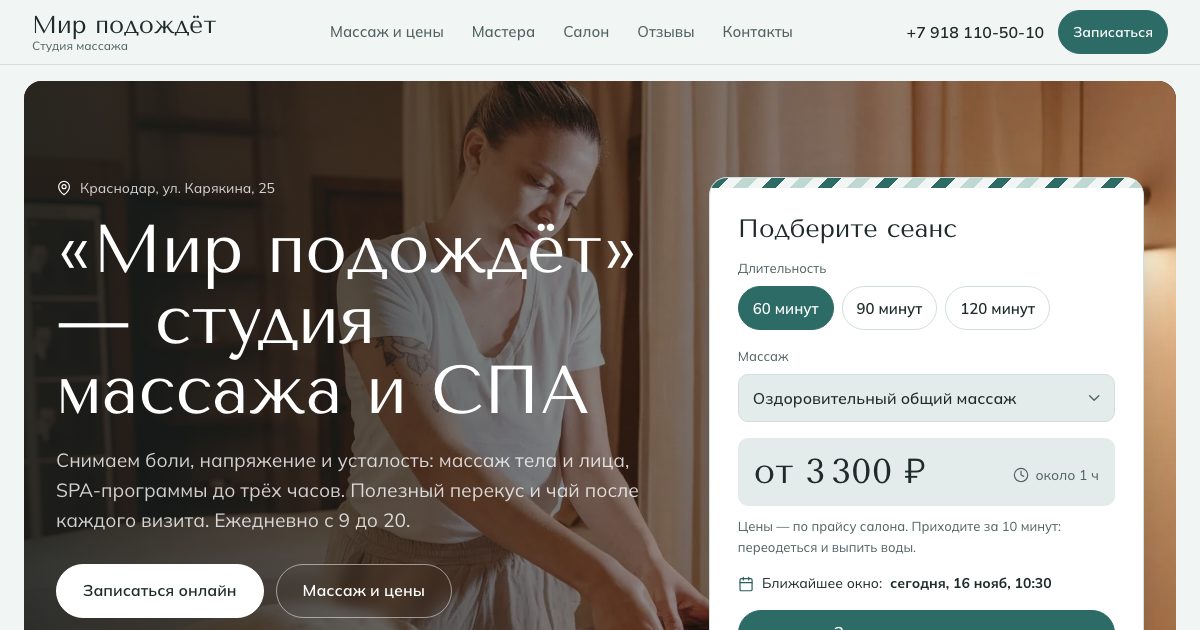 Мир подождёт
Студия массажа
Массаж и цены
Мастера
Салон
Отзывы
Контакты
+7 918 110-50-10
Записаться
Краснодар, ул. Карякина, 25
«Мир подождёт»
— студия
массажа и СПА
Снимаем боли, напряжение и усталость: массаж тела и лица,
SPA-программы до трёх часов. Полезный перекус и чай после
каждого визита. Ежедневно с 9 до 20.
Записаться онлайн
Массаж и цены
Подберите сеанс
Длительность
60 минут
90 минут
120 минут
Массаж
Оздоровительный общий массаж
от 3 300 ₽
около 1 ч
Цены — по прайсу салона. Приходите за 10 минут:
переодеться и выпить воды.
Ближайшее окно: сегодня, 16 нояб, 10:30